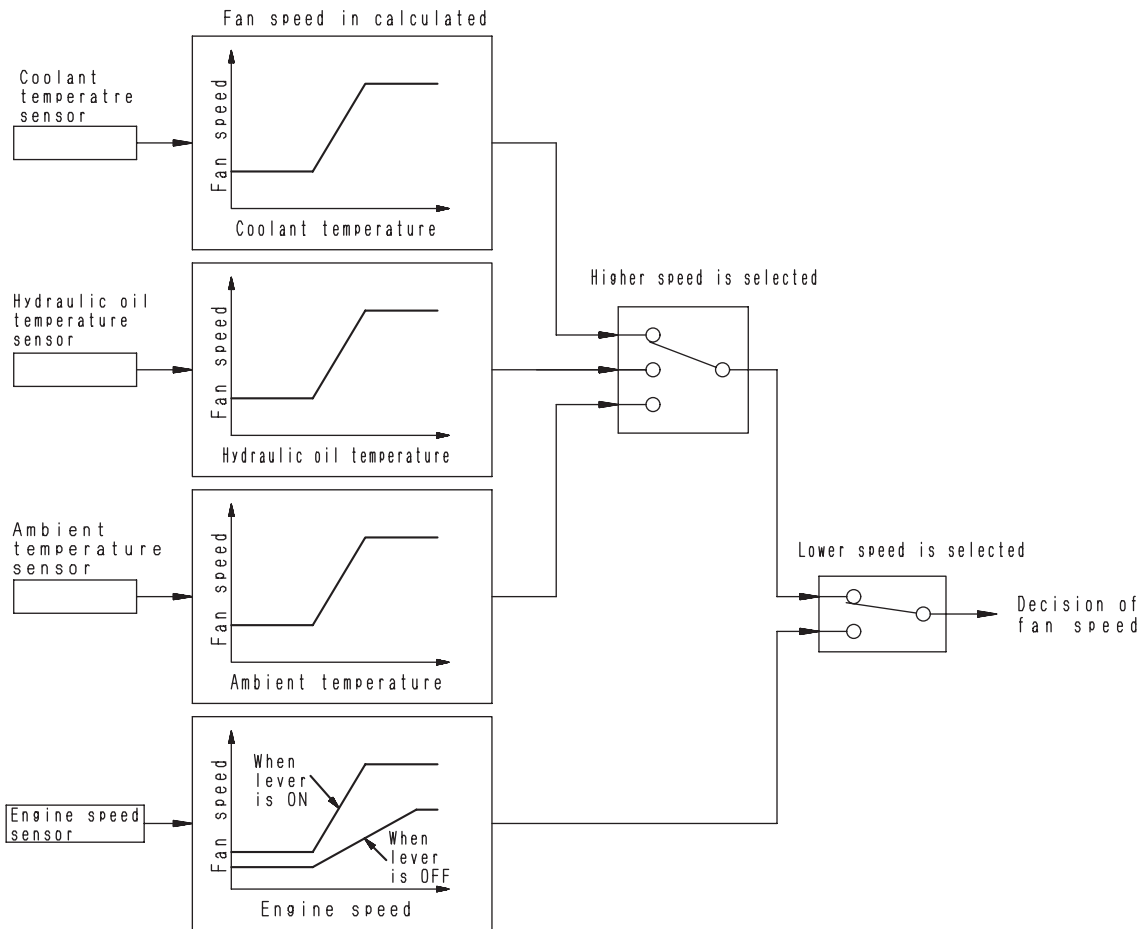 Fan speed in calculated
Coolant
temperatre
sensor
Fan speed
Coolant temperature
Hydraulic oil
temperature
sensor
Fan speed
Hydraulic oil temperature
Higher speed is selected
Ambient
temperature
sensor
Fan speed
Ambient temperature
Lower speed is selected
Decision of
fan speed
Engine speed
sensor
Fan speed
When
lever
is ON
When
lever
is OFF
Engine speed